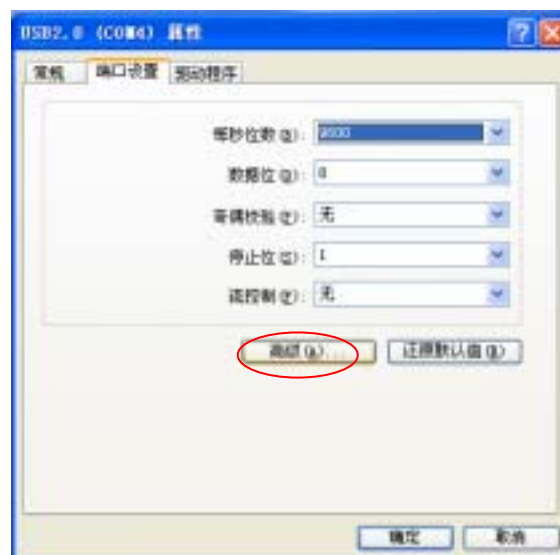 USB2.0 (COM4) 属性
常规 端口设置 驱动程序
每秒位数(B): 9600
数据位(D): 8
奇偶校验(P): 无
停止位(S): 1
流控制(F): 无
高级(A)... 还原默认值(R)
确定 取消